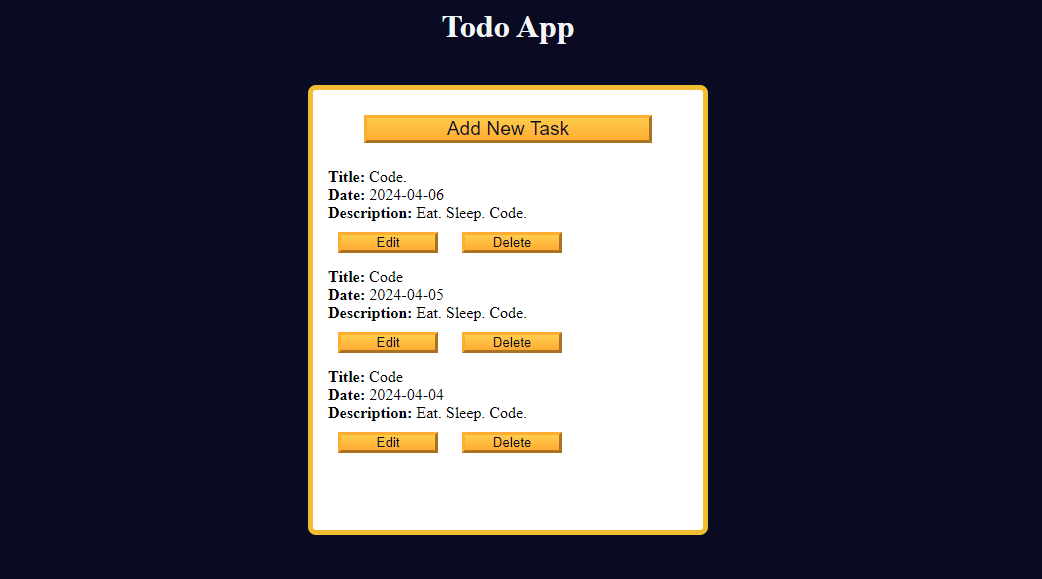 Todo App
Add New Task
Title: Code.
Date: 2024-04-06
Description: Eat. Sleep. Code.
Edit Delete
Title: Code
Date: 2024-04-05
Description: Eat. Sleep. Code.
Edit Delete
Title: Code
Date: 2024-04-04
Description: Eat. Sleep. Code.
Edit Delete